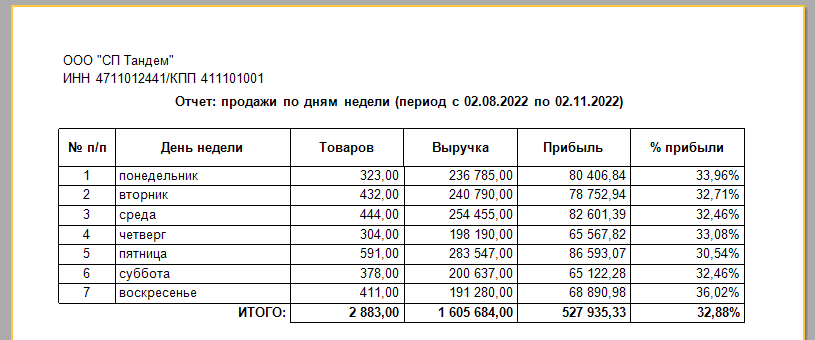 ООО "СП Тандем"
ИНН 4711012441/КПП 411101001
Отчет: продажи по дням недели (период с 02.08.2022 по 02.11.2022)
№ п/п День недели Товаров Выручка Прибыль % прибыли
1 понедельник 323,00 236 785,00 80 406,84 33,96%
2 вторник 432,00 240 790,00 78 752,94 32,71%
3 среда 444,00 254 455,00 82 601,39 32,46%
4 четверг 304,00 198 190,00 65 567,82 33,08%
5 пятница 591,00 283 547,00 86 593,07 30,54%
6 суббота 378,00 200 637,00 65 122,28 32,46%
7 воскресенье 411,00 191 280,00 68 890,98 36,02%
ИТОГО: 2 883,00 1 605 684,00 527 935,33 32,88%